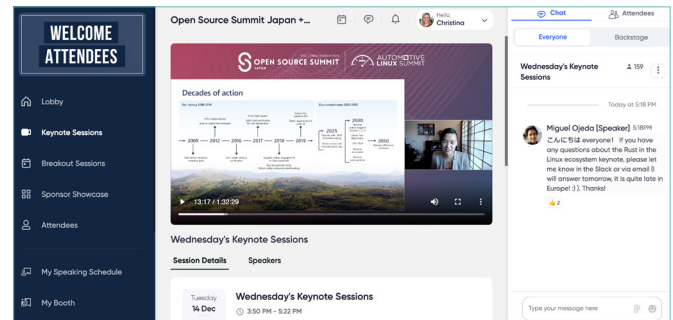 WELCOME
ATTENDEES
Lobby
Keynote Sessions
Breakout Sessions
Sponsor Showcase
Attendees
My Speaking Schedule
My Booth
Open Source Summit Japan +...
Hello,
Christina
OPEN SOURCE SUMMIT
JAPAN
AUTOMOTIVE
LINUX SUMMIT
Decades of action
2009
2012
2016
2017
2018
2019
2025
2030
2050
13:17 / 1:32:29
Wednesday's Keynote Sessions
Session Details
Speakers
Tuesday
14 Dec
Wednesday's Keynote Sessions
3:50 PM - 5:22 PM
Chat
Attendees
Everyone
Backstage
Wednesday's Keynote
Sessions
159
Today at 5:18 PM
Miguel Ojeda [Speaker] 5:18PM
こんにちは everyone! If you have
any questions about the Rust in the
Linux ecosystem keynote, please let
me know in the Slack or via email (I
will answer tomorrow, it is quite late in
Europe! :) ), Thanks!
2
Type your message here